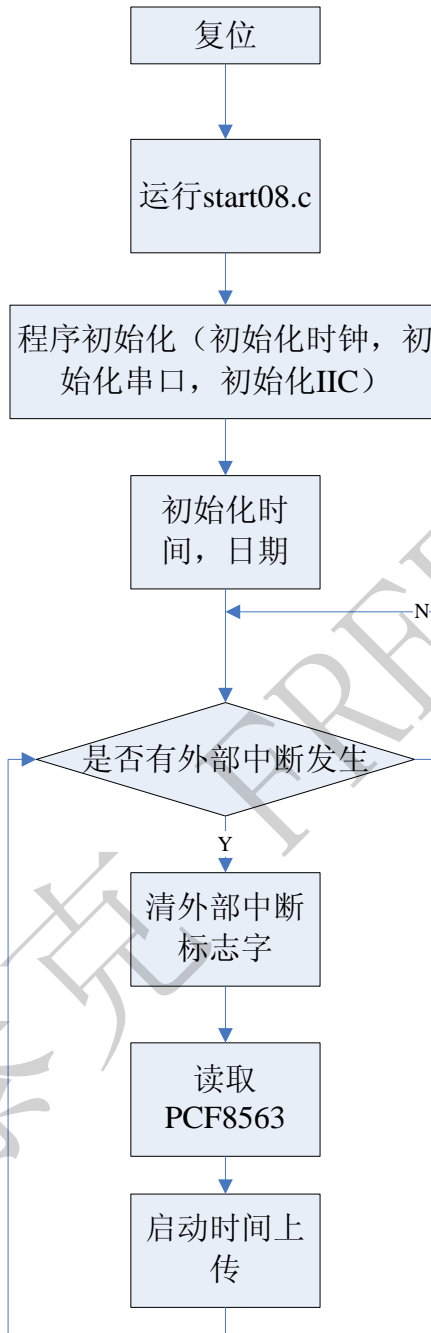 复位
运行start08.c
程序初始化（初始化时钟，初
始化串口，初始化IIC）
初始化时
间，日期
N
是否有外部中断发生
Y
清外部中断
标志字
读取
PCF8563
启动时间上
传
克 FRE